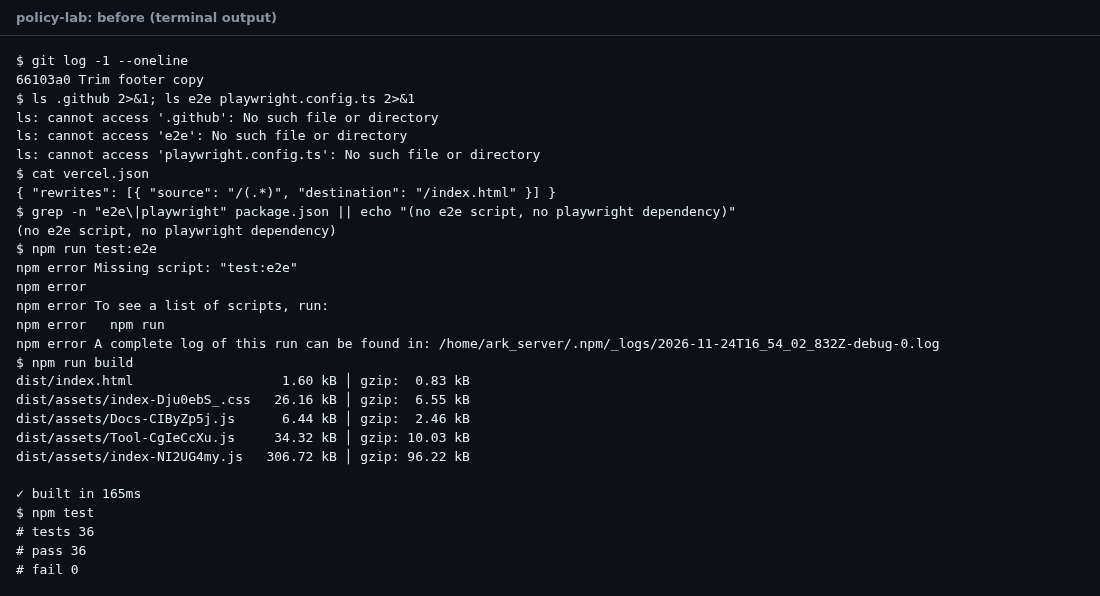 policy-lab: before (terminal output)
$ git log -1 --oneline
66103a0 Trim footer copy
$ ls .github 2>&1; ls e2e playwright.config.ts 2>&1
ls: cannot access '.github': No such file or directory
ls: cannot access 'e2e': No such file or directory
ls: cannot access 'playwright.config.ts': No such file or directory
$ cat vercel.json
{ "rewrites": [{ "source": "/(.*)", "destination": "/index.html" }] }
$ grep -n "e2e\|playwright" package.json || echo "(no e2e script, no playwright dependency)"
(no e2e script, no playwright dependency)
$ npm run test:e2e
npm error Missing script: "test:e2e"
npm error
npm error To see a list of scripts, run:
npm error   npm run
npm error A complete log of this run can be found in: /home/ark_server/.npm/_logs/2026-11-24T16_54_02_832Z-debug-0.log
$ npm run build
dist/index.html                   1.60 kB │ gzip:  0.83 kB
dist/assets/index-Dju0ebS_.css   26.16 kB │ gzip:  6.55 kB
dist/assets/Docs-CIByZp5j.js      6.44 kB │ gzip:  2.46 kB
dist/assets/Tool-CgIeCcXu.js     34.32 kB │ gzip: 10.03 kB
dist/assets/index-NI2UG4my.js   306.72 kB │ gzip: 96.22 kB
✓ built in 165ms
$ npm test
# tests 36
# pass 36
# fail 0